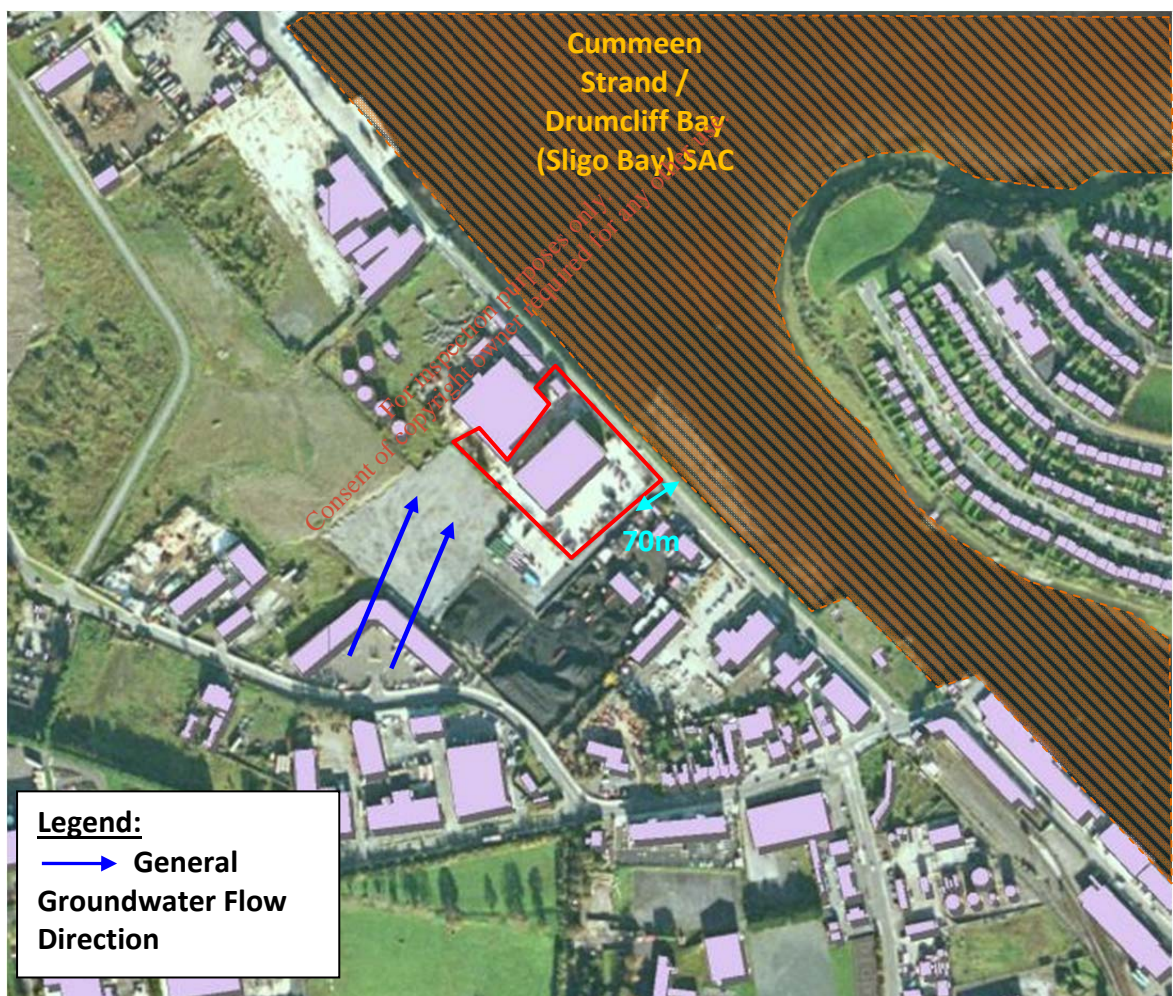 Cummeen
Strand /
Drumcliff Bay
(Sligo Bay) SAC
For inspection purposes only.
Consent of copyright owner required for any other use.
70m
Legend:
General
Groundwater Flow
Direction